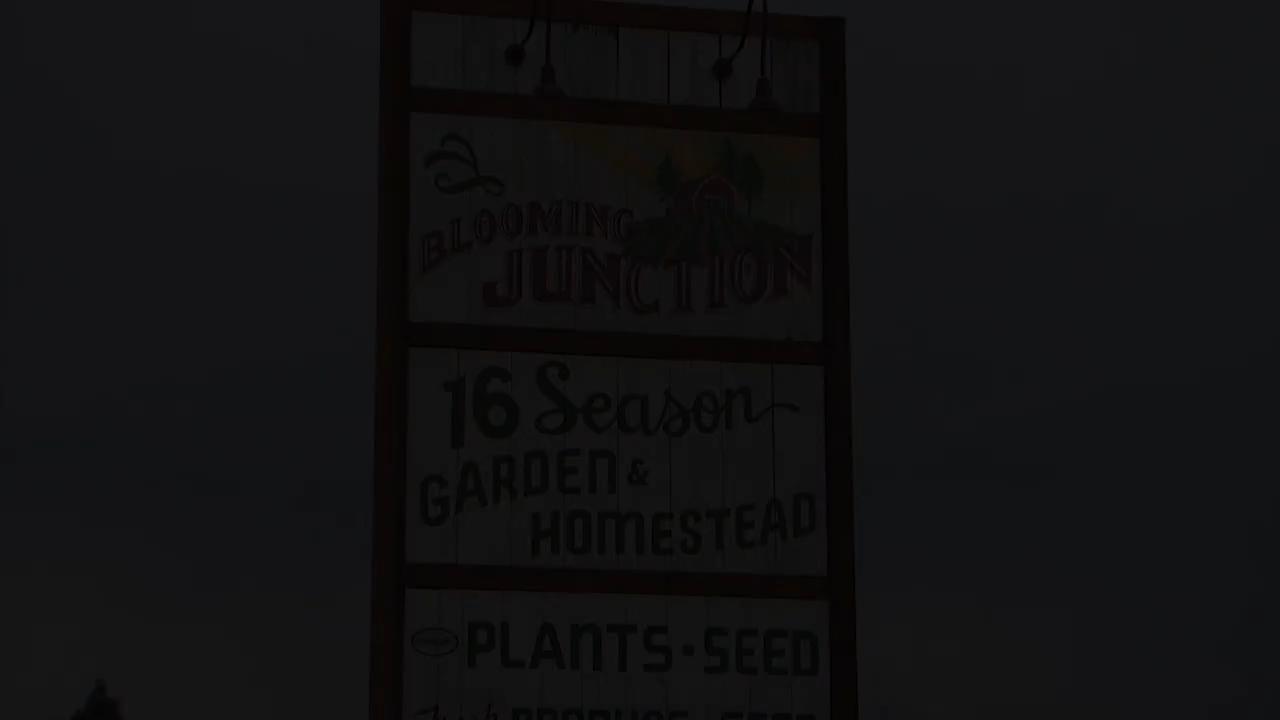 BLOOMING
JUNCTION
16 Season
GARDEN &
HOMESTEAD
PLANTS · SEED